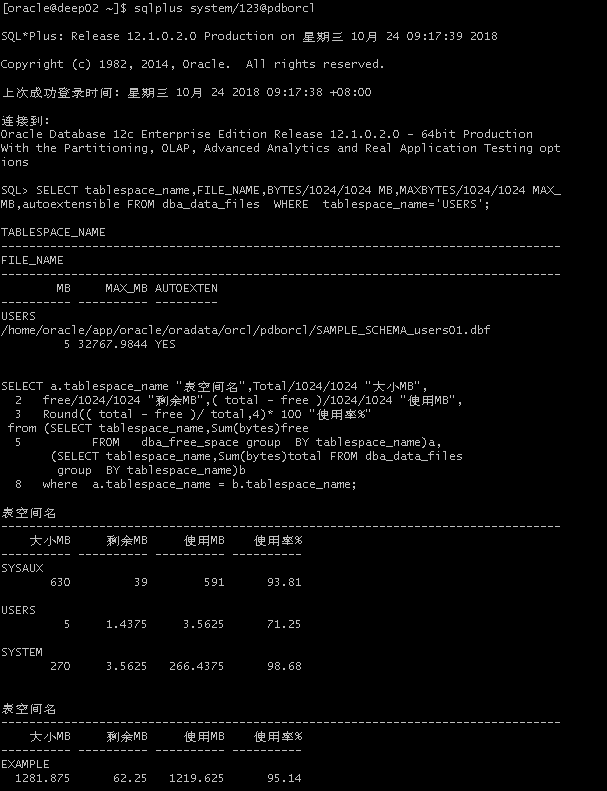 [oracle@deep02 ~]$ sqlplus system/123@pdborcl
SQL*Plus: Release 12.1.0.2.0 Production on 星期三 10月 24 09:17:39 2018
Copyright (c) 1982, 2014, Oracle.  All rights reserved.
上次成功登录时间: 星期三 10月 24 2018 09:17:38 +08:00
连接到:
Oracle Database 12c Enterprise Edition Release 12.1.0.2.0 - 64bit Production
With the Partitioning, OLAP, Advanced Analytics and Real Application Testing opt
ions
SQL> SELECT tablespace_name,FILE_NAME,BYTES/1024/1024 MB,MAXBYTES/1024/1024 MAX_
MB,autoextensible FROM dba_data_files  WHERE  tablespace_name='USERS';
TABLESPACE_NAME
--------------------------------------------------------------------------------
FILE_NAME
--------------------------------------------------------------------------------
        MB     MAX_MB AUTOEXTEN
---------- ---------- ---------
USERS
/home/oracle/app/oracle/oradata/orcl/pdborcl/SAMPLE_SCHEMA_users01.dbf
         5 32767.9844 YES
SELECT a.tablespace_name "表空间名",Total/1024/1024 "大小MB",
  2   free/1024/1024 "剩余MB",( total - free )/1024/1024 "使用MB",
  3   Round(( total - free )/ total,4)* 100 "使用率%"
 from (SELECT tablespace_name,Sum(bytes)free
  5          FROM   dba_free_space group  BY tablespace_name)a,
       (SELECT tablespace_name,Sum(bytes)total FROM dba_data_files
        group  BY tablespace_name)b
  8   where  a.tablespace_name = b.tablespace_name;
表空间名
--------------------------------------------------------------------------------
    大小MB     剩余MB     使用MB    使用率%
---------- ---------- ---------- ----------
SYSAUX
       630         39        591      93.81
USERS
         5     1.4375     3.5625      71.25
SYSTEM
       270     3.5625   266.4375      98.68
表空间名
--------------------------------------------------------------------------------
    大小MB     剩余MB     使用MB    使用率%
---------- ---------- ---------- ----------
EXAMPLE
  1281.875      62.25   1219.625      95.14